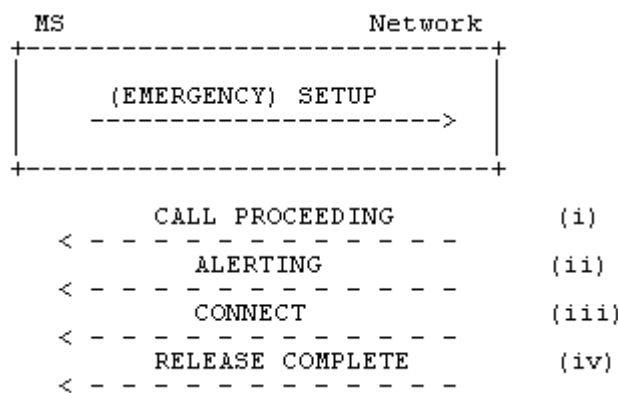 MS Network
(EMERGENCY) SETUP
CALL PROCEEDING (i)
ALERTING (ii)
CONNECT (iii)
RELEASE COMPLETE (iv)